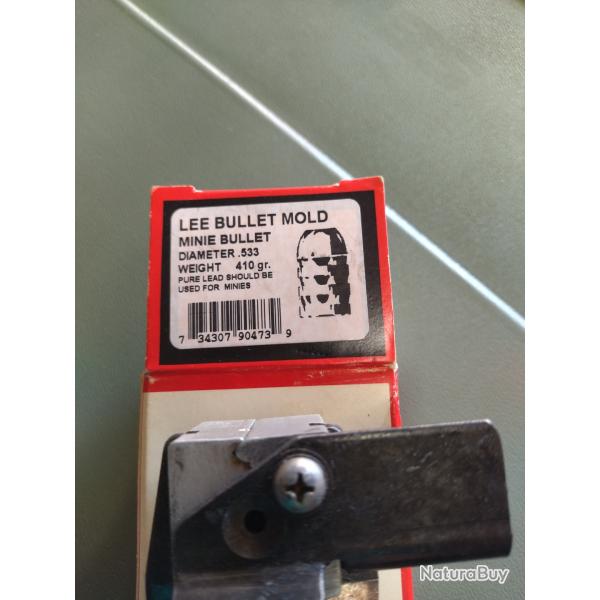 LEE BULLET MOLD
MINIE BULLET
DIAMETER .533
WEIGHT 410 gr.
PURE LEAD SHOULD BE
USED FOR MINIES
7 34307 90473 9
NaturaBuy